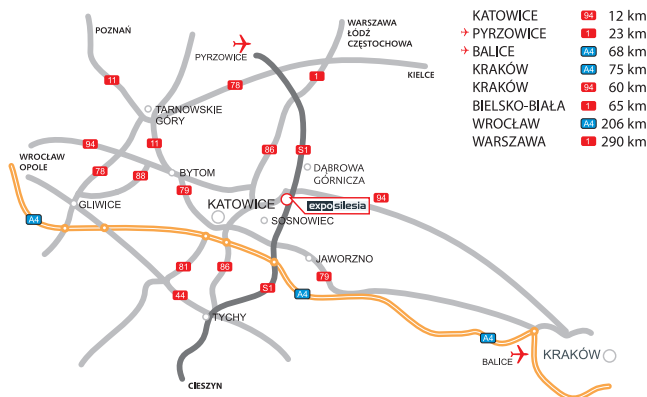 KATOWICE 94 12 km
PYRZOWICE 1 23 km
BALICE A4 68 km
KRAKÓW A4 75 km
KRAKÓW 94 60 km
BIELSKO-BIAŁA 1 65 km
WROCŁAW A4 206 km
WARSZAWA 1 290 km
POZNAŃ
PYRZOWICE
WARSZAWA
ŁÓDŹ
CZĘSTOCHOWA
KIELCE
11
78
1
TARNOWSKIE
GÓRY
94
11
86
S1
WROCŁAW
OPOLE
78
88
BYTOM
79
DĄBROWA
GÓRNICZA
GLIWICE
KATOWICE
exposilesia
94
SOSNOWIEC
A4
JAWORZNO
81
86
79
44
S1
A4
TYCHY
A4
BALICE
KRAKÓW
CIESZYN